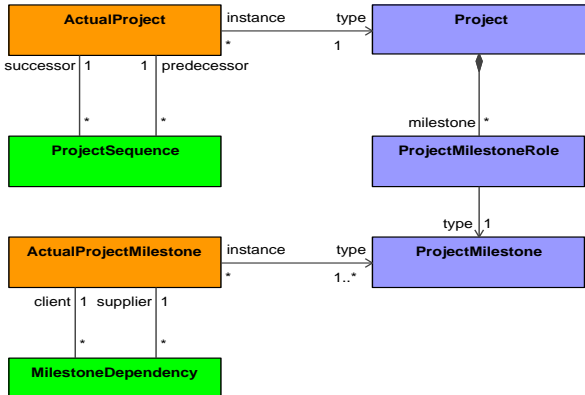 ActualProject
instance
type
Project
*
1
successor
1
1
predecessor
*
*
milestone
*
ProjectSequence
ProjectMilestoneRole
type
1
ActualProjectMilestone
instance
type
ProjectMilestone
*
1..*
client
1
supplier
1
*
*
MilestoneDependency